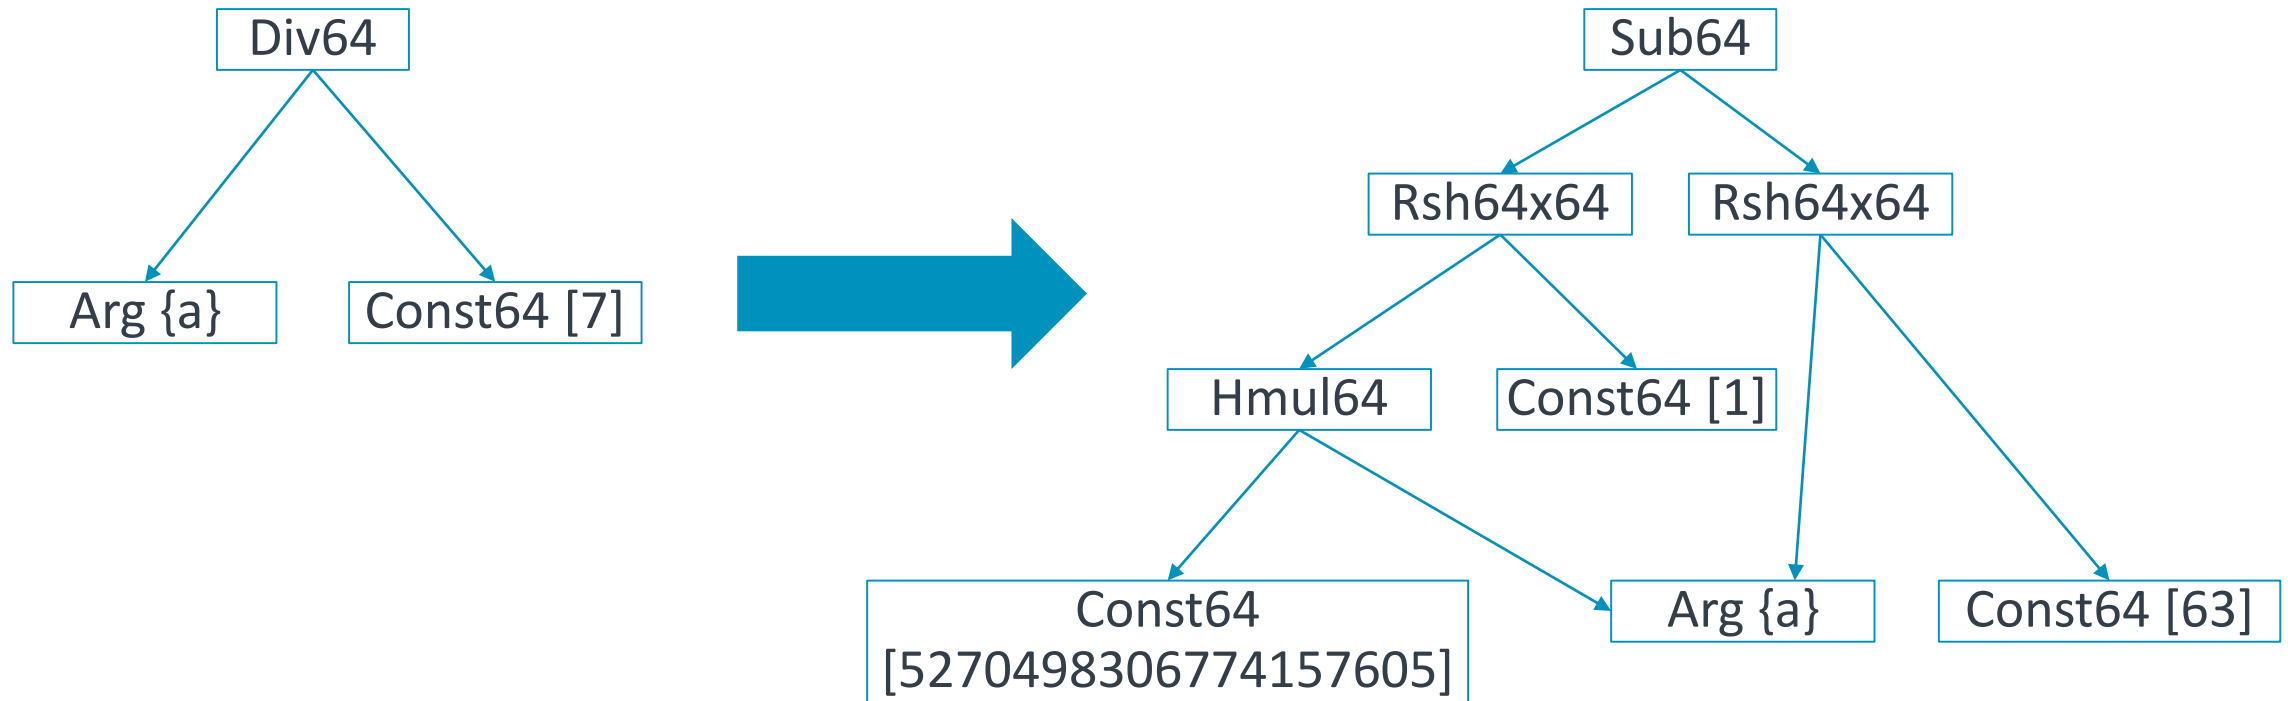 Div64
Sub64
Rsh64x64
Rsh64x64
Arg {a}
Const64 [7]
Hmul64
Const64 [1]
Const64
[5270498306774157605]
Arg {a}
Const64 [63]